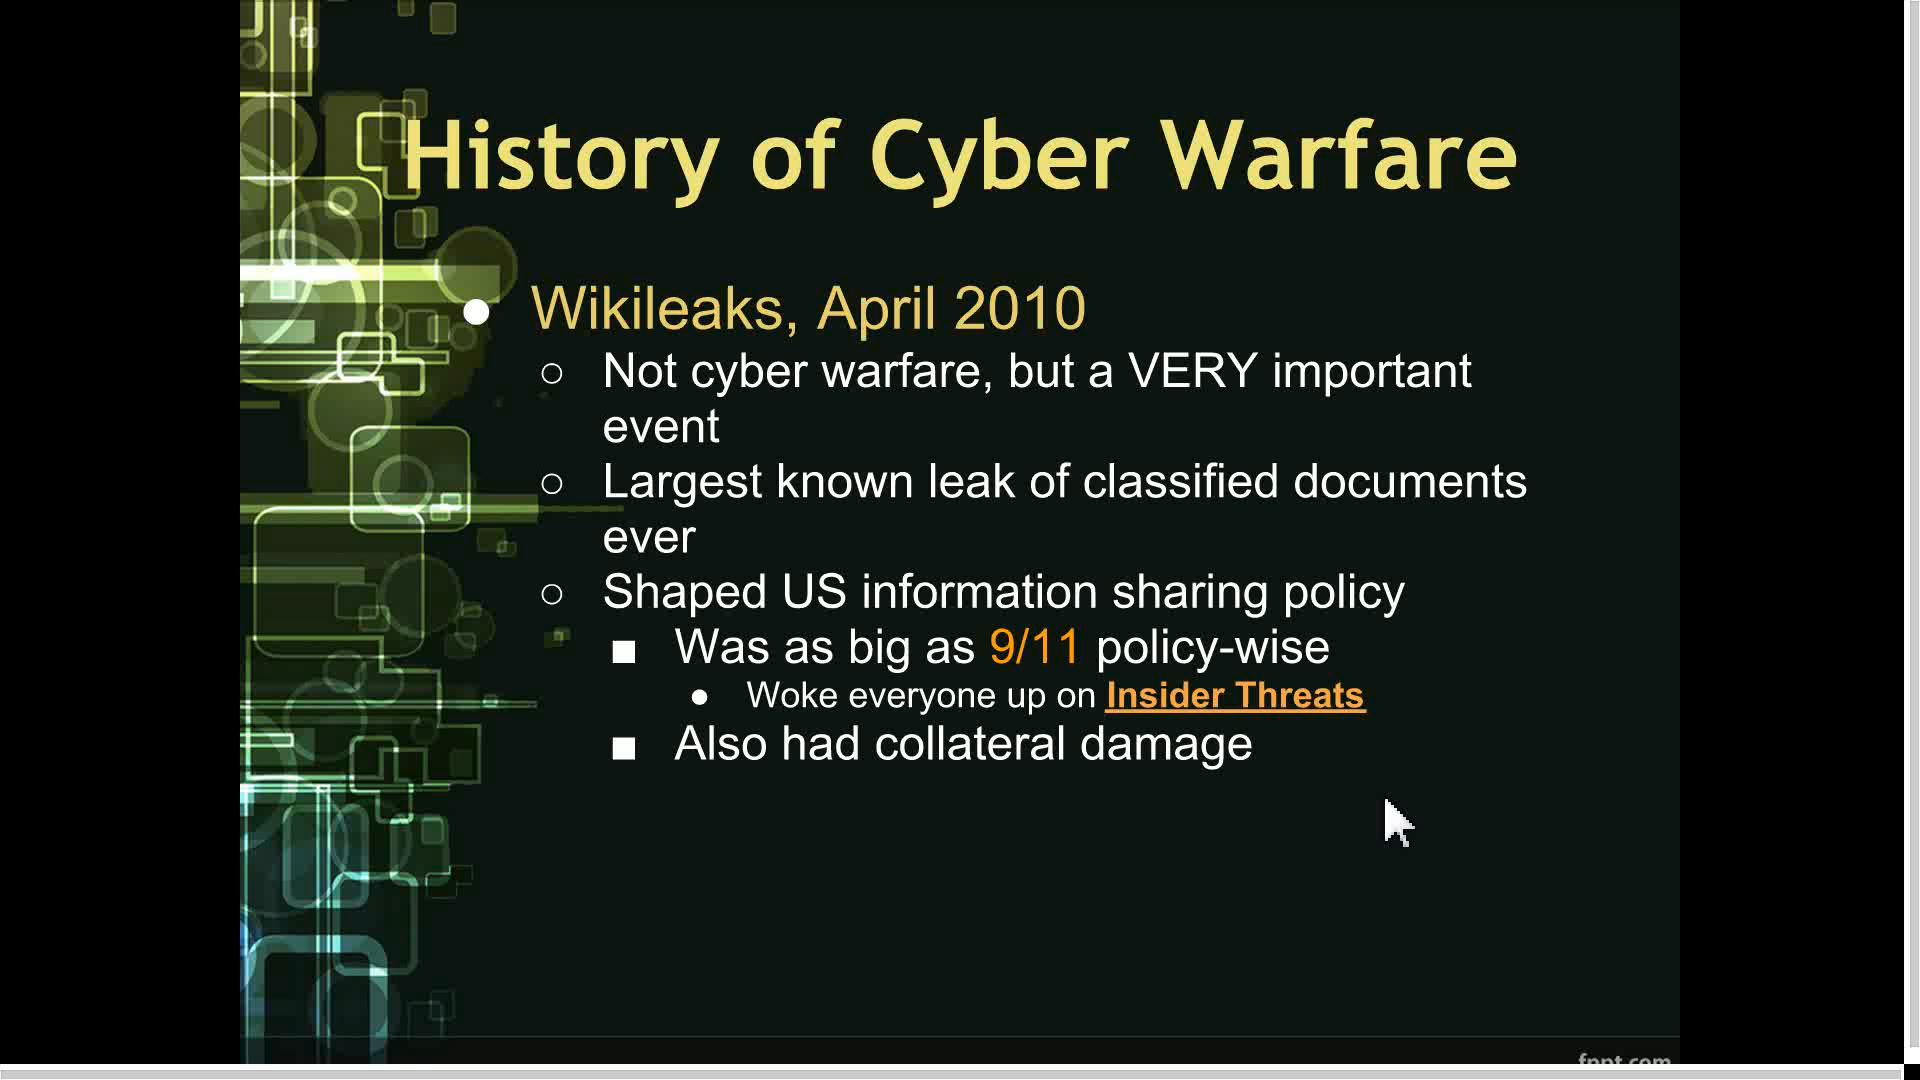 History of Cyber Warfare
● Wikileaks, April 2010
○ Not cyber warfare, but a VERY important
event
○ Largest known leak of classified documents
ever
○ Shaped US information sharing policy
■ Was as big as 9/11 policy-wise
● Woke everyone up on Insider Threats
■ Also had collateral damage
fppt.com